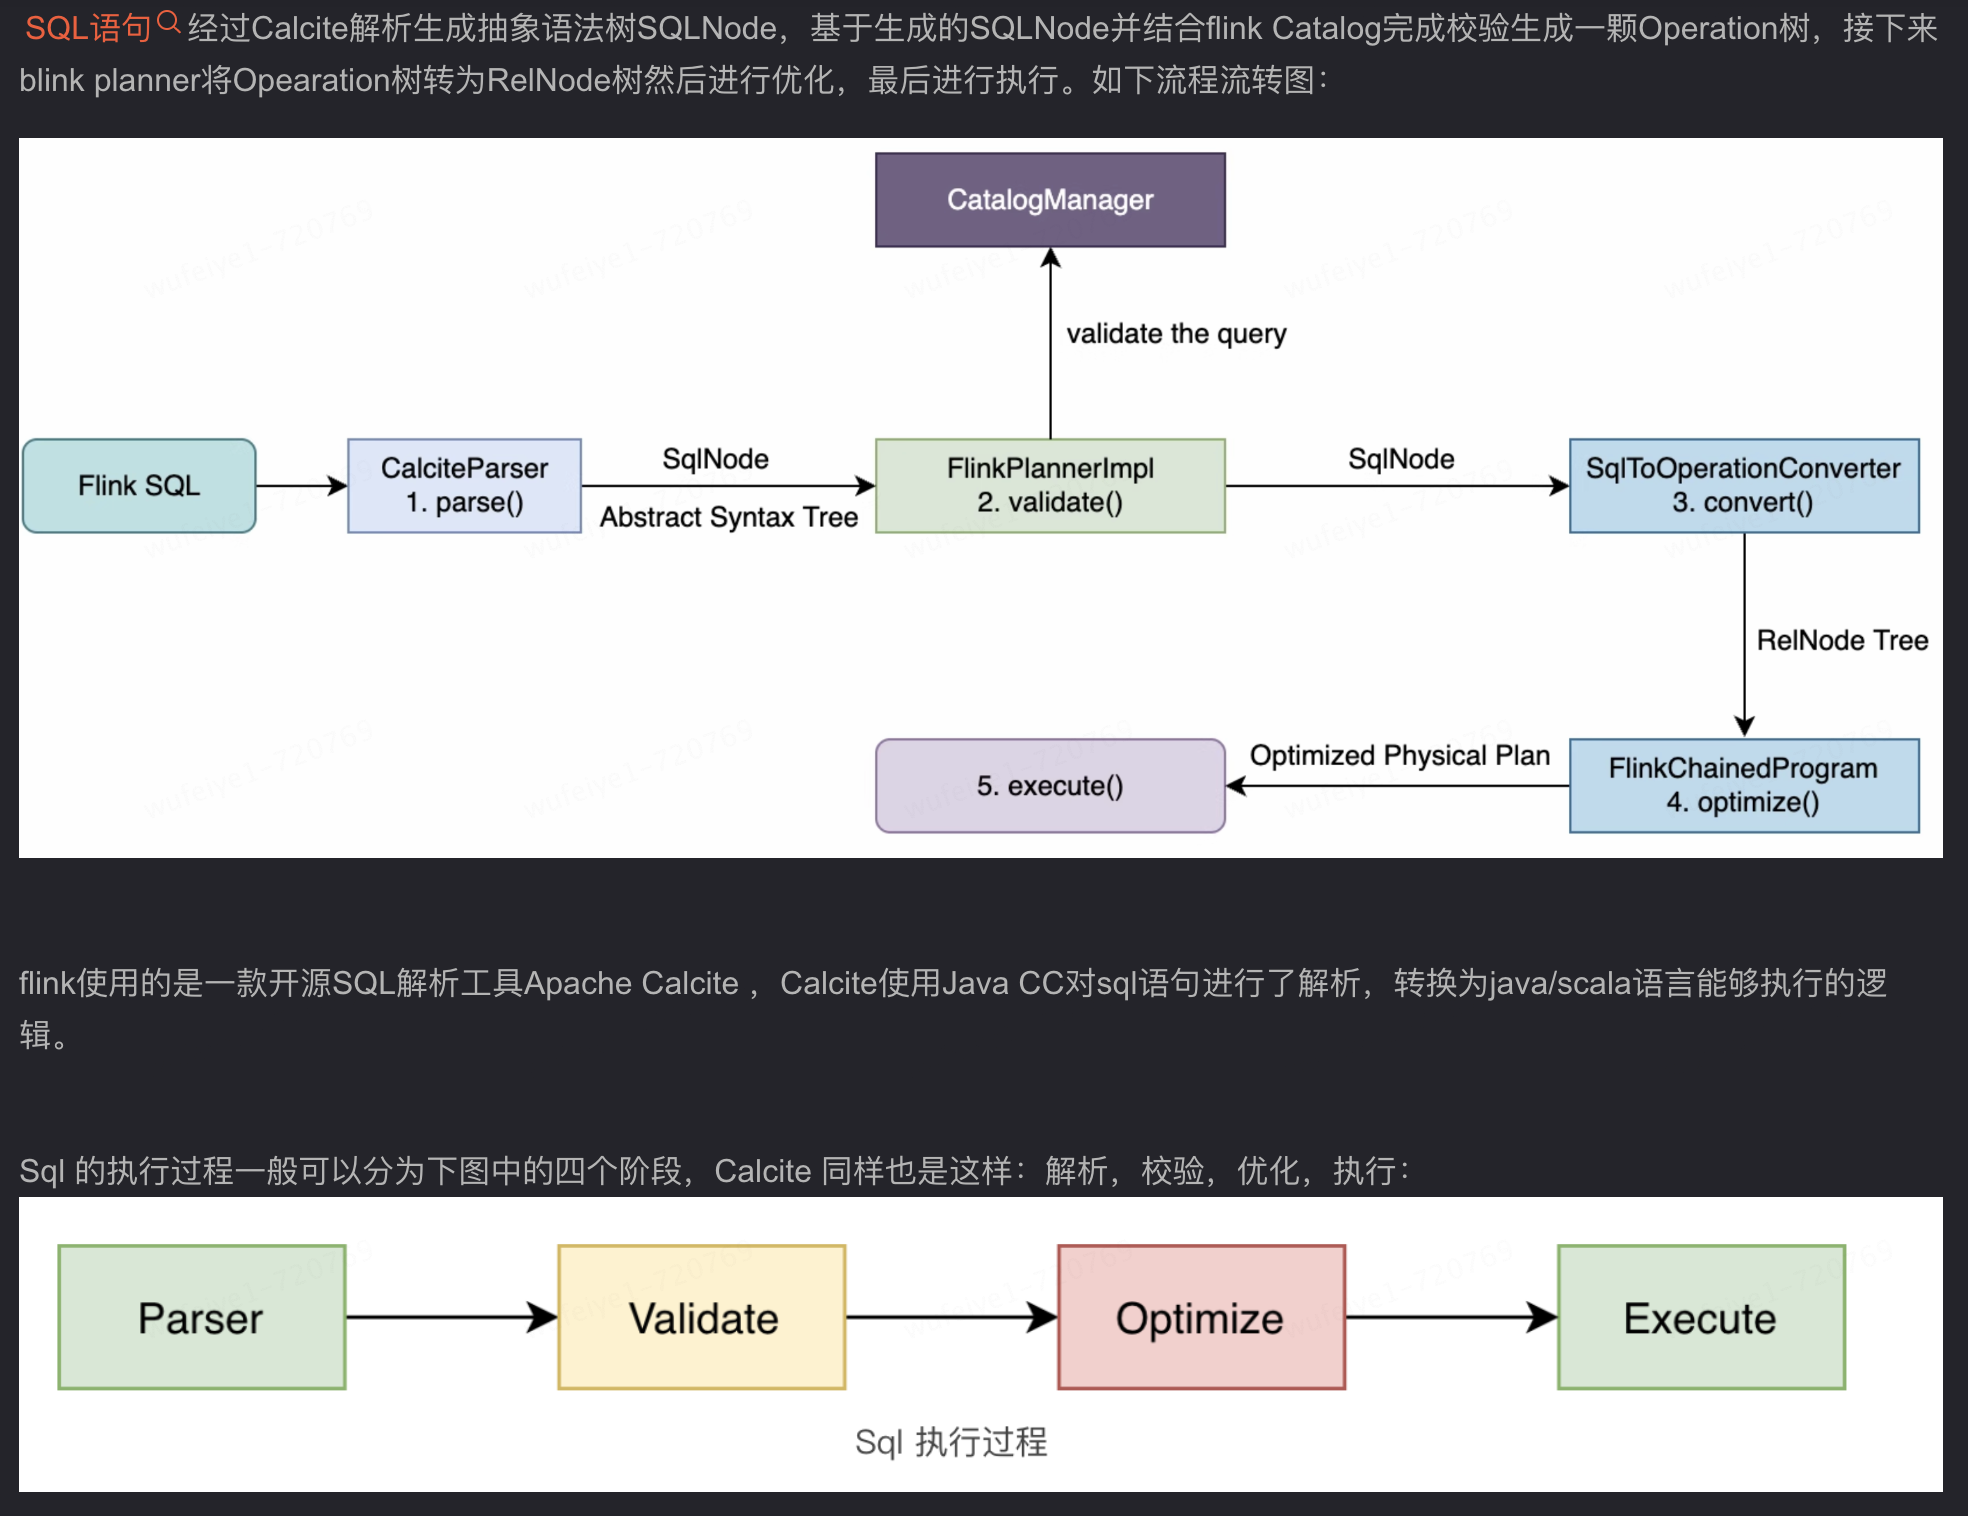 SQL语句经过Calcite解析生成抽象语法树SQLNode，基于生成的SQLNode并结合flink Catalog完成校验生成一颗Operation树，接下来
blink planner将Opearation树转为RelNode树然后进行优化，最后进行执行。如下流程流转图：
CatalogManager
validate the query
Flink SQL
CalciteParser
1. parse()
SqlNode
Abstract Syntax Tree
FlinkPlannerImpl
2. validate()
SqlNode
SqlToOperationConverter
3. convert()
RelNode Tree
FlinkChainedProgram
4. optimize()
Optimized Physical Plan
5. execute()
wufeiye1-720769
flink使用的是一款开源SQL解析工具Apache Calcite ，Calcite使用Java CC对sql语句进行了解析，转换为java/scala语言能够执行的逻
辑。
Sql 的执行过程一般可以分为下图中的四个阶段，Calcite 同样也是这样：解析，校验，优化，执行：
Parser
Validate
Optimize
Execute
Sql 执行过程